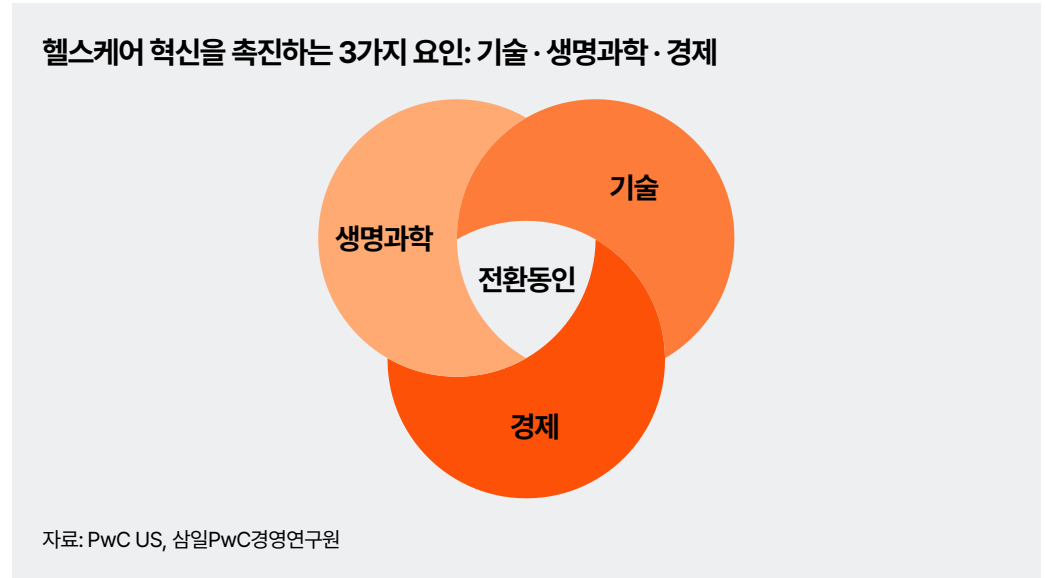 헬스케어 혁신을 촉진하는 3가지 요인: 기술 · 생명과학 · 경제
기술
생명과학
전환동인
경제
자료: PwC US, 삼일PwC경영연구원